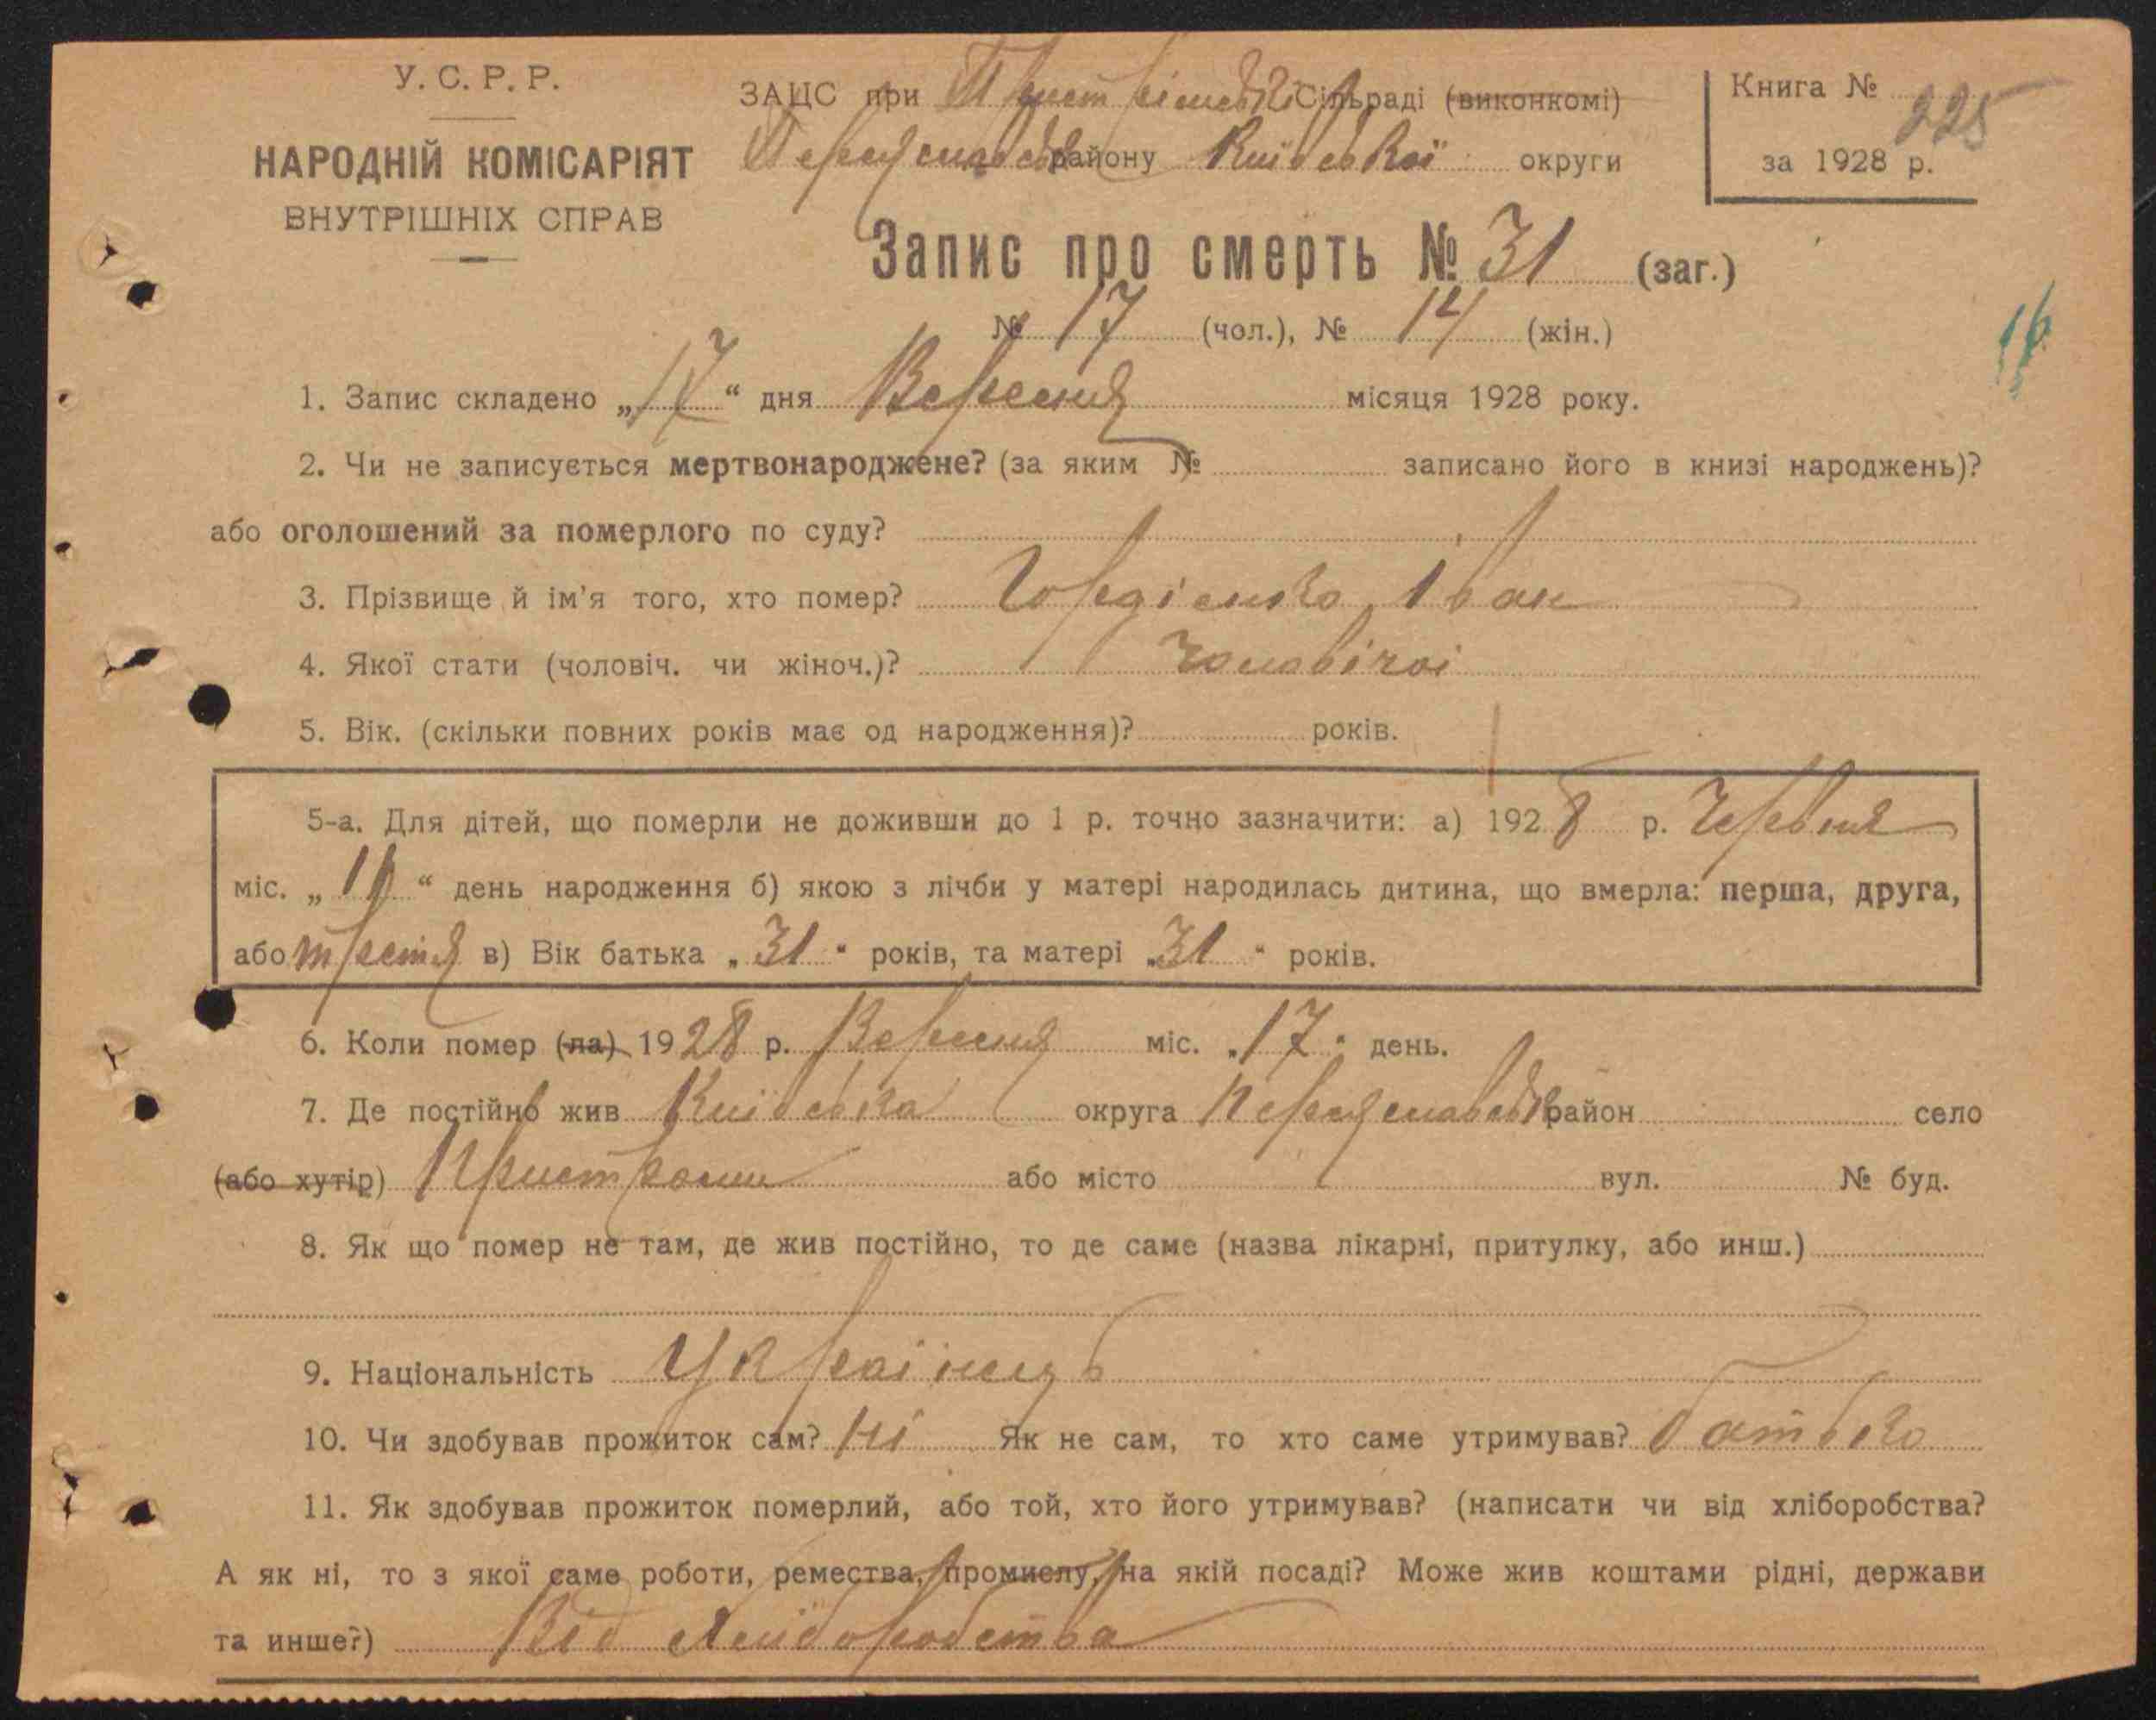 У. С. Р. Р.
НАРОДНІЙ КОМІСАРІЯТ
ВНУТРІШНІХ СПРАВ
ЗАЦС при Пристрімській Сільраді (виконкомі)
Переяславськ району Київської округи
Книга №
225
за 1928 р.
Запис про смерть № 31 (заг.)
№ 17 (чол.), № 14 (жін.)
16
1. Запис складено „17“ дня Вересня місяця 1928 року.
2. Чи не записується мертвонароджене? (за яким № записано його в книзі народжень)?
або оголошений за померлого по суду?
3. Прізвище й ім'я того, хто помер? Гордієнко Іван
4. Якої стати (чоловіч. чи жіноч.)? Чоловічої
5. Вік. (скільки повних років має од народження)? років.
5-а. Для дітей, що померли не доживши до 1 р. точно зазначити: а) 1928 р. Червня
міс. „ “ день народження б) якою з лічби у матері народилась дитина, що вмерла: перша, друга,
або третя в) Вік батька „31“ років, та матері „31“ років.
6. Коли помер (ла) 1928 р. Вересня міс. „17“ день.
7. Де постійно жив Київська округа Переяславськ район село
(або хутір) Пристроми або місто вул. № буд.
8. Як що помер не там, де жив постійно, то де саме (назва лікарні, притулку, або инш.)
9. Національність Українець
10. Чи здобував прожиток сам? Ні Як не сам, то хто саме утримував? батько
11. Як здобував прожиток померлий, або той, хто його утримував? (написати чи від хліборобства?
А як ні, то з якої саме роботи, ремества, промислу, на якій посаді? Може жив коштами рідні, держави
та инше?) Від хліборобства